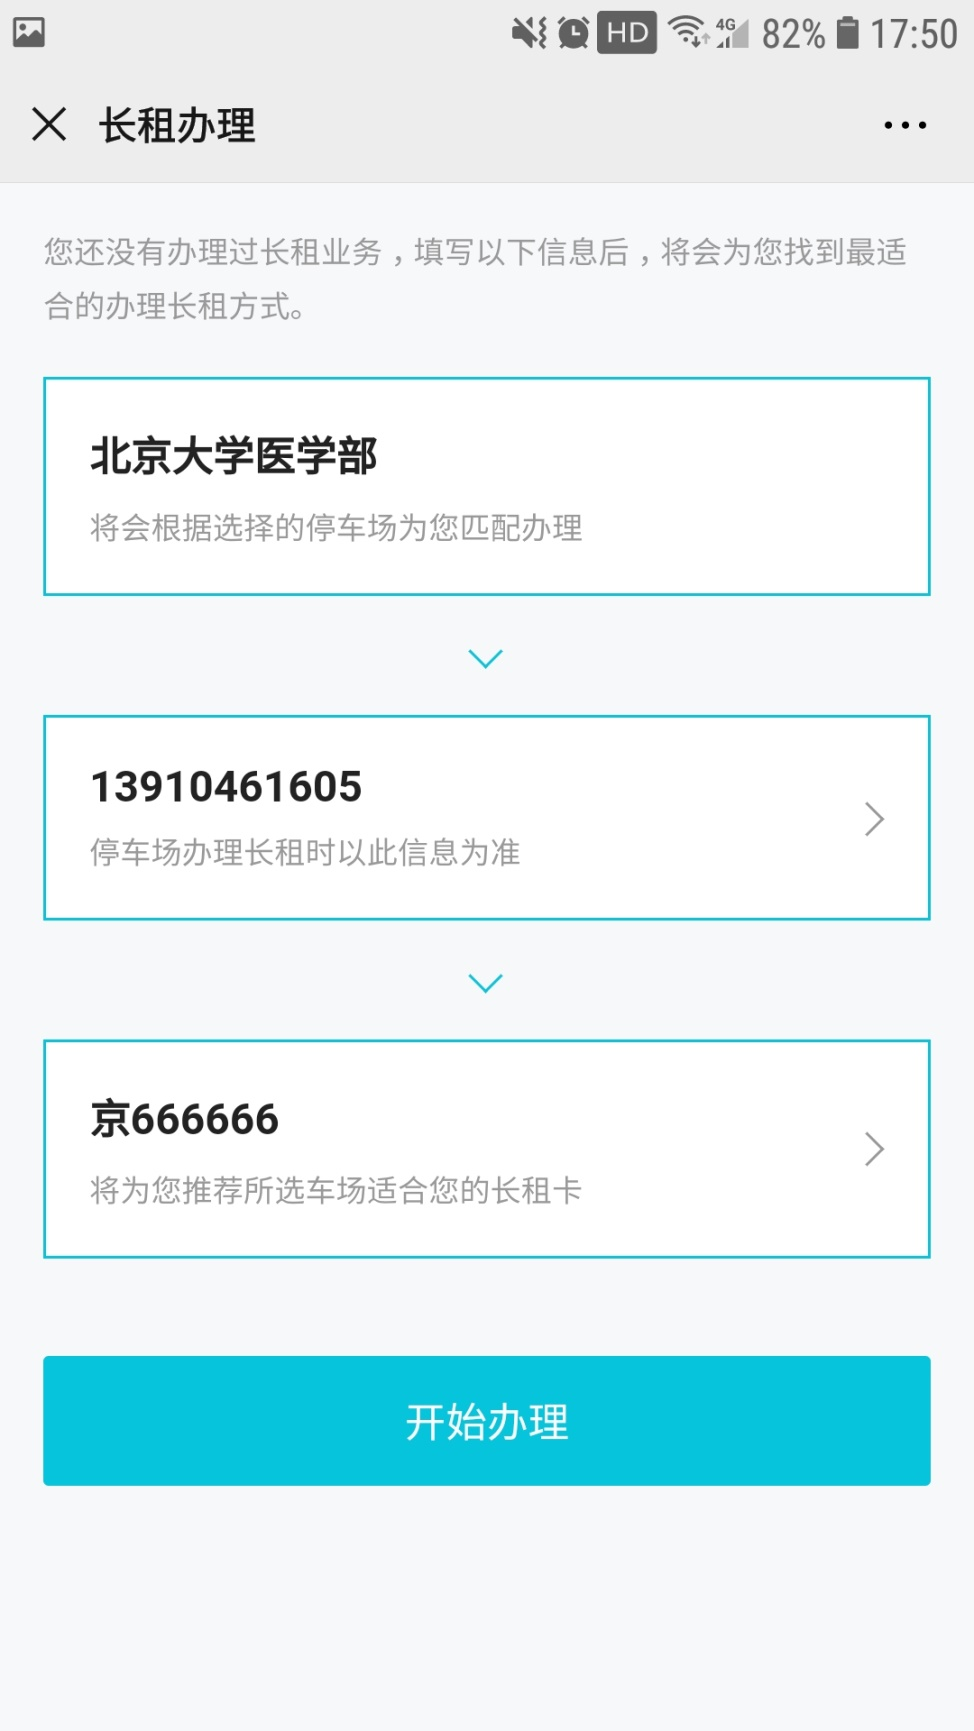 HD 4G 82% 17:50
长租办理
您还没有办理过长租业务，填写以下信息后，将会为您找到最适
合的办理长租方式。
北京大学医学部
将会根据选择的停车场为您匹配办理
13910461605
停车场办理长租时以此信息为准
京666666
将为您推荐所选车场适合您的长租卡
开始办理